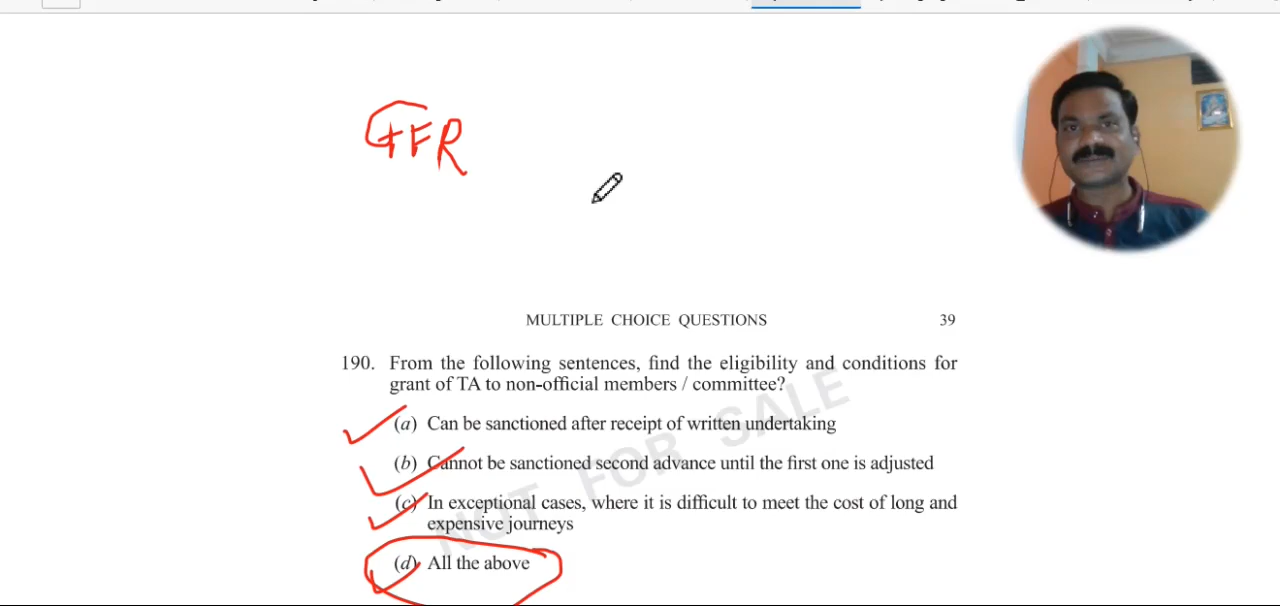 GFR
MULTIPLE CHOICE QUESTIONS 39
190. From the following sentences, find the eligibility and conditions for
grant of TA to non-official members / committee?
(a) Can be sanctioned after receipt of written undertaking
(b) Cannot be sanctioned second advance until the first one is adjusted
(c) In exceptional cases, where it is difficult to meet the cost of long and
expensive journeys
(d) All the above
NOT FOR SALE